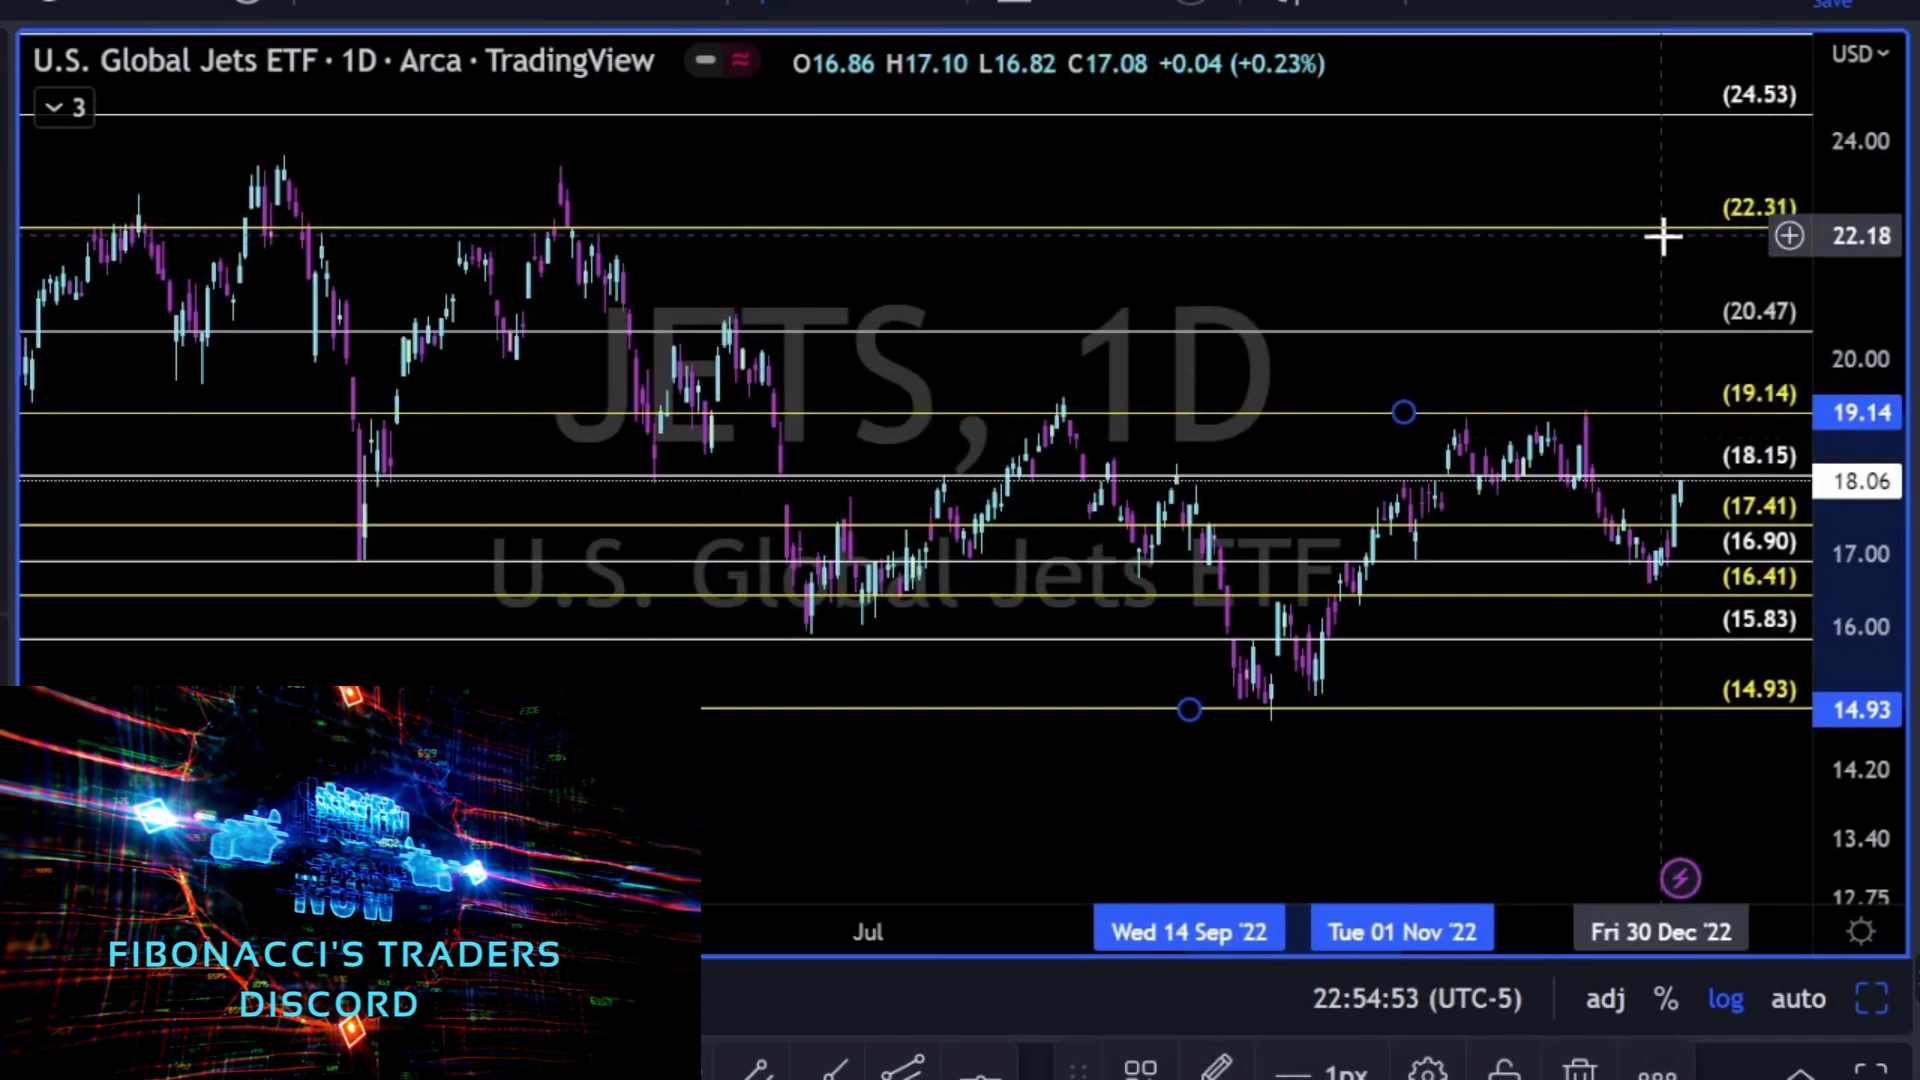 Save
U.S. Global Jets ETF · 1D · Arca · TradingView
O16.86 H17.10 L16.82 C17.08 +0.04 (+0.23%)
USD
3
(24.53)
24.00
(22.31)
22.18
(20.47)
20.00
(19.14)
19.14
(18.15)
18.06
(17.41)
(16.90)
17.00
(16.41)
(15.83)
16.00
(14.93)
14.93
14.20
13.40
12.75
JETS, 1D
U.S. Global Jets ETF
Jul
Wed 14 Sep '22
Tue 01 Nov '22
Fri 30 Dec '22
NOW
FIBONACCI'S TRADERS
DISCORD
22:54:53 (UTC-5)
adj % log auto
1px